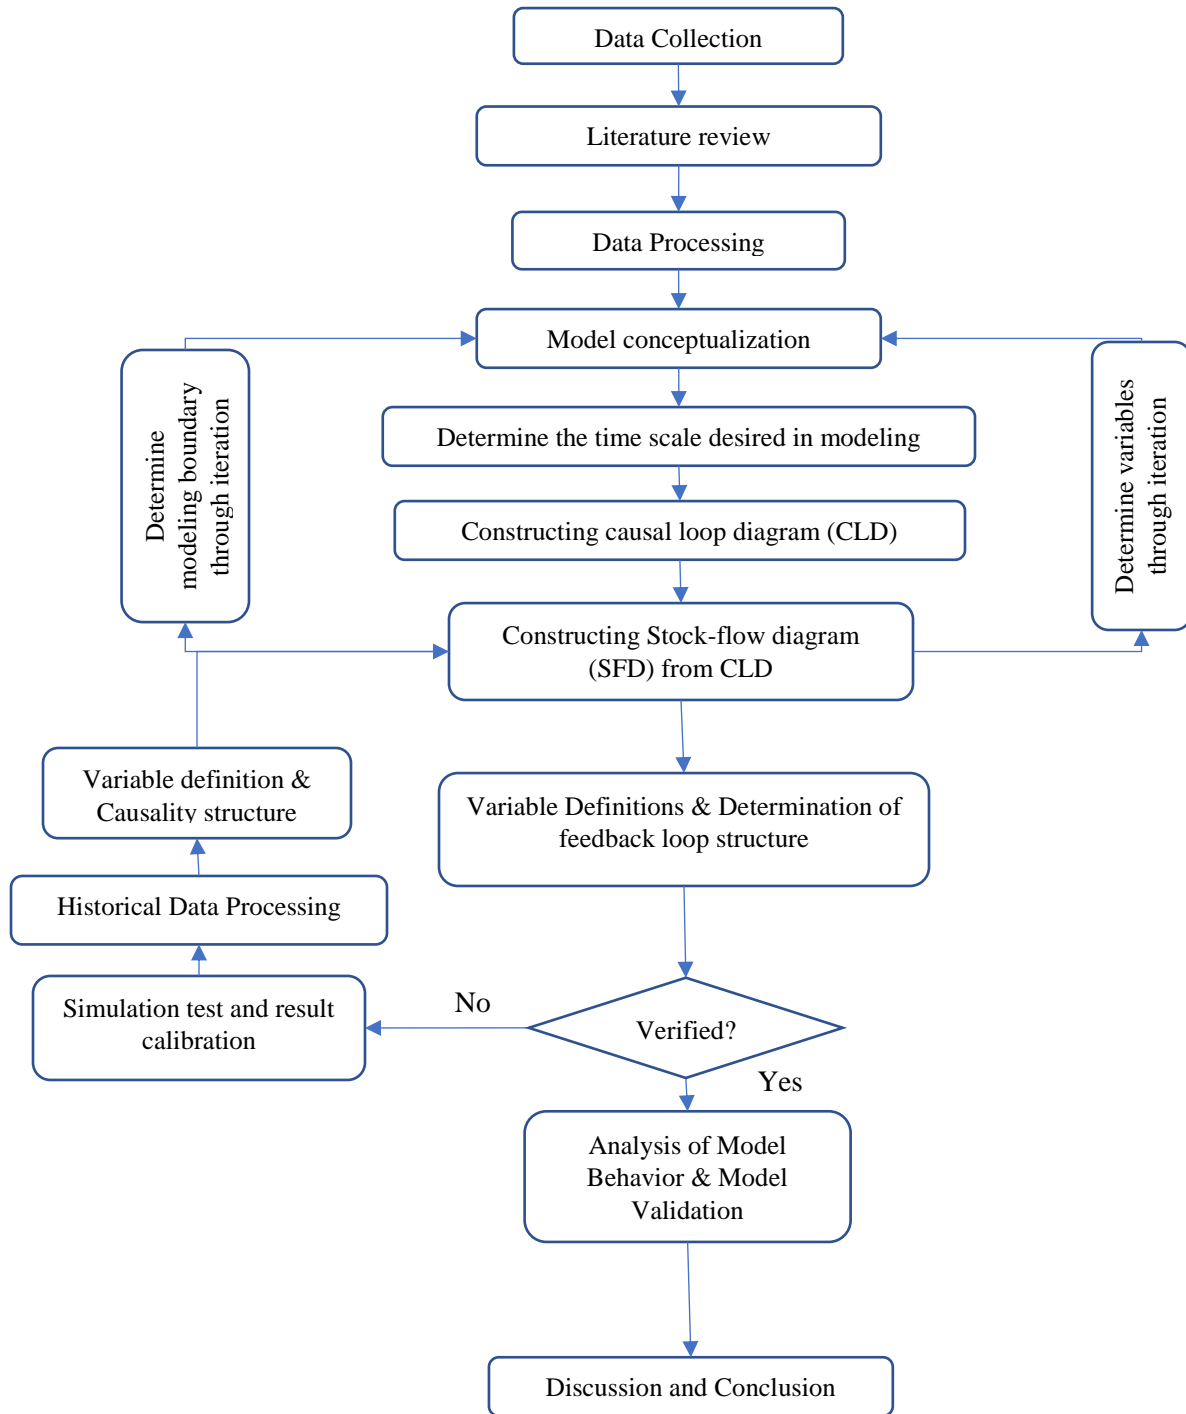 Data Collection
Literature review
Data Processing
Model conceptualization
Determine
modeling boundary
through iteration
Determine variables
through iteration
Determine the time scale desired in modeling
Constructing causal loop diagram (CLD)
Constructing Stock-flow diagram
(SFD) from CLD
Variable definition &
Causality structure
Variable Definitions & Determination of
feedback loop structure
Historical Data Processing
Simulation test and result
calibration
No
Verified?
Yes
Analysis of Model
Behavior & Model
Validation
Discussion and Conclusion